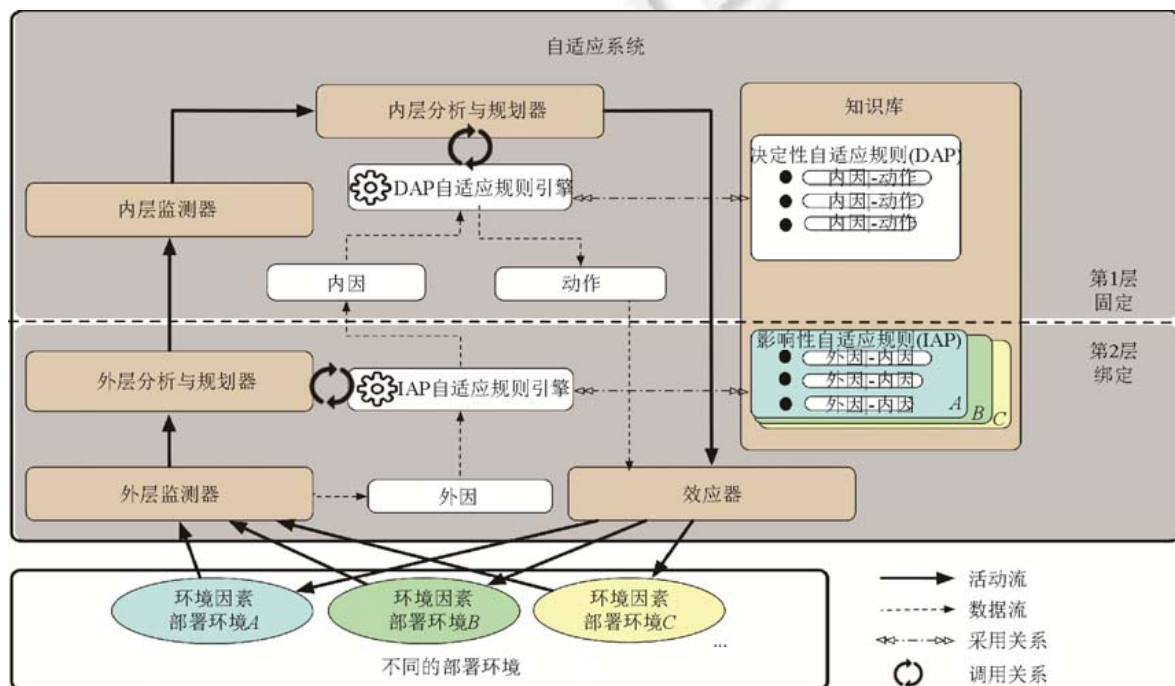 自适应系统
内层分析与规划器
知识库
决定性自适应规则(DAP)
内因|-动作
内因|-动作
内因|-动作
DAP自适应规则引擎
内层监测器
内因
动作
第1层
固定
影响性自适应规则(IAP)
外因|-内因
外因|-内因
外因|-内因
A
B
C
第2层
绑定
外层分析与规划器
IAP自适应规则引擎
外层监测器
外因
效应器
环境因素
部署环境A
环境因素
部署环境B
环境因素
部署环境C
...
不同的部署环境
活动流
数据流
采用关系
调用关系